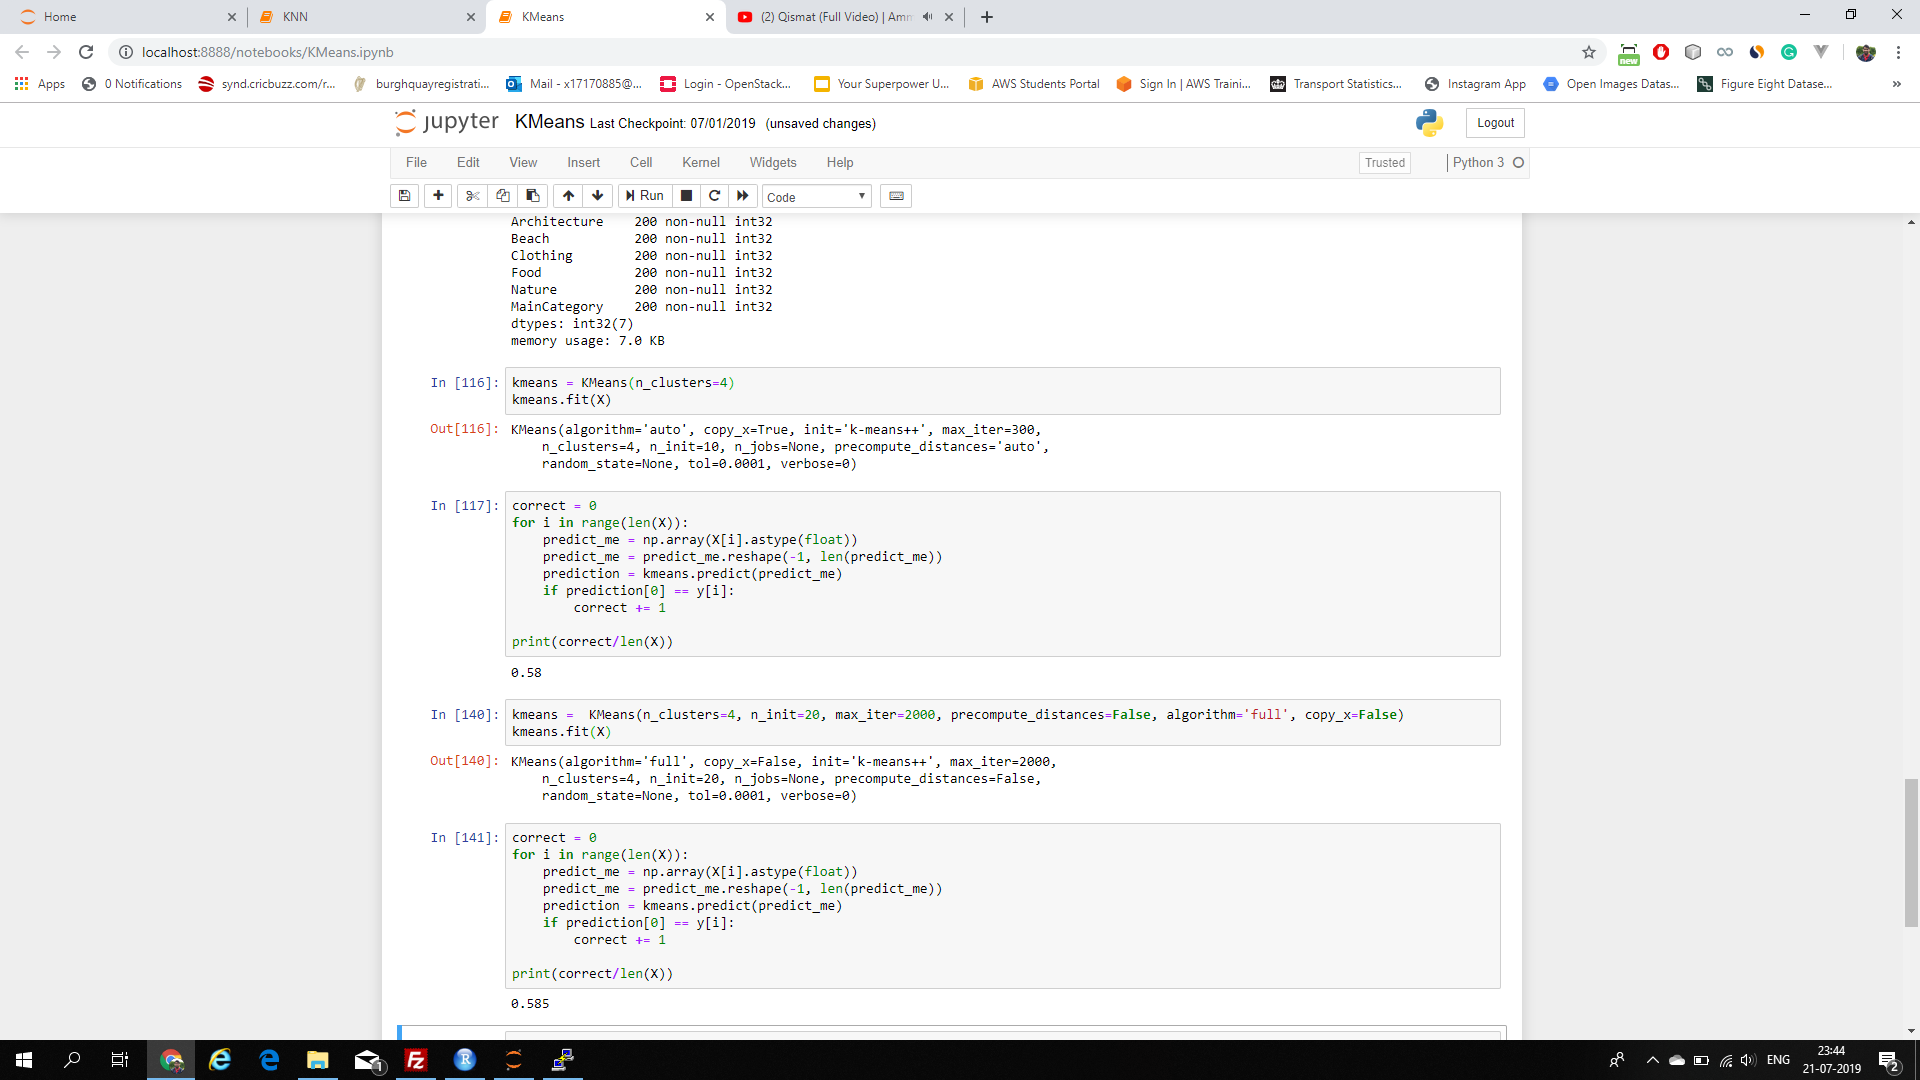 Home
KNN
KMeans
(2) Qismat (Full Video) | Amm
localhost:8888/notebooks/KMeans.ipynb
new
Apps
0 Notifications
synd.cricbuzz.com/r...
burghquayregistrati...
Mail - x17170885@...
Login - OpenStack...
Your Superpower U...
AWS Students Portal
Sign In | AWS Traini...
Transport Statistics...
Instagram App
Open Images Datas...
Figure Eight Datase...
»
jupyter KMeans Last Checkpoint: 07/01/2019 (unsaved changes)
Logout
File Edit View Insert Cell Kernel Widgets Help
Trusted
Python 3
Run
Code
Architecture    200 non-null int32
Beach           200 non-null int32
Clothing        200 non-null int32
Food            200 non-null int32
Nature          200 non-null int32
MainCategory    200 non-null int32
dtypes: int32(7)
memory usage: 7.0 KB
In [116]:
kmeans = KMeans(n_clusters=4)
kmeans.fit(X)
Out[116]:
KMeans(algorithm='auto', copy_x=True, init='k-means++', max_iter=300,
    n_clusters=4, n_init=10, n_jobs=None, precompute_distances='auto',
    random_state=None, tol=0.0001, verbose=0)
In [117]:
correct = 0
for i in range(len(X)):
    predict_me = np.array(X[i].astype(float))
    predict_me = predict_me.reshape(-1, len(predict_me))
    prediction = kmeans.predict(predict_me)
    if prediction[0] == y[i]:
        correct += 1
print(correct/len(X))
0.58
In [140]:
kmeans =  KMeans(n_clusters=4, n_init=20, max_iter=2000, precompute_distances=False, algorithm='full', copy_x=False)
kmeans.fit(X)
Out[140]:
KMeans(algorithm='full', copy_x=False, init='k-means++', max_iter=2000,
    n_clusters=4, n_init=20, n_jobs=None, precompute_distances=False,
    random_state=None, tol=0.0001, verbose=0)
In [141]:
correct = 0
for i in range(len(X)):
    predict_me = np.array(X[i].astype(float))
    predict_me = predict_me.reshape(-1, len(predict_me))
    prediction = kmeans.predict(predict_me)
    if prediction[0] == y[i]:
        correct += 1
print(correct/len(X))
0.585
1
Fz
R
ENG
23:44
21-07-2019
2